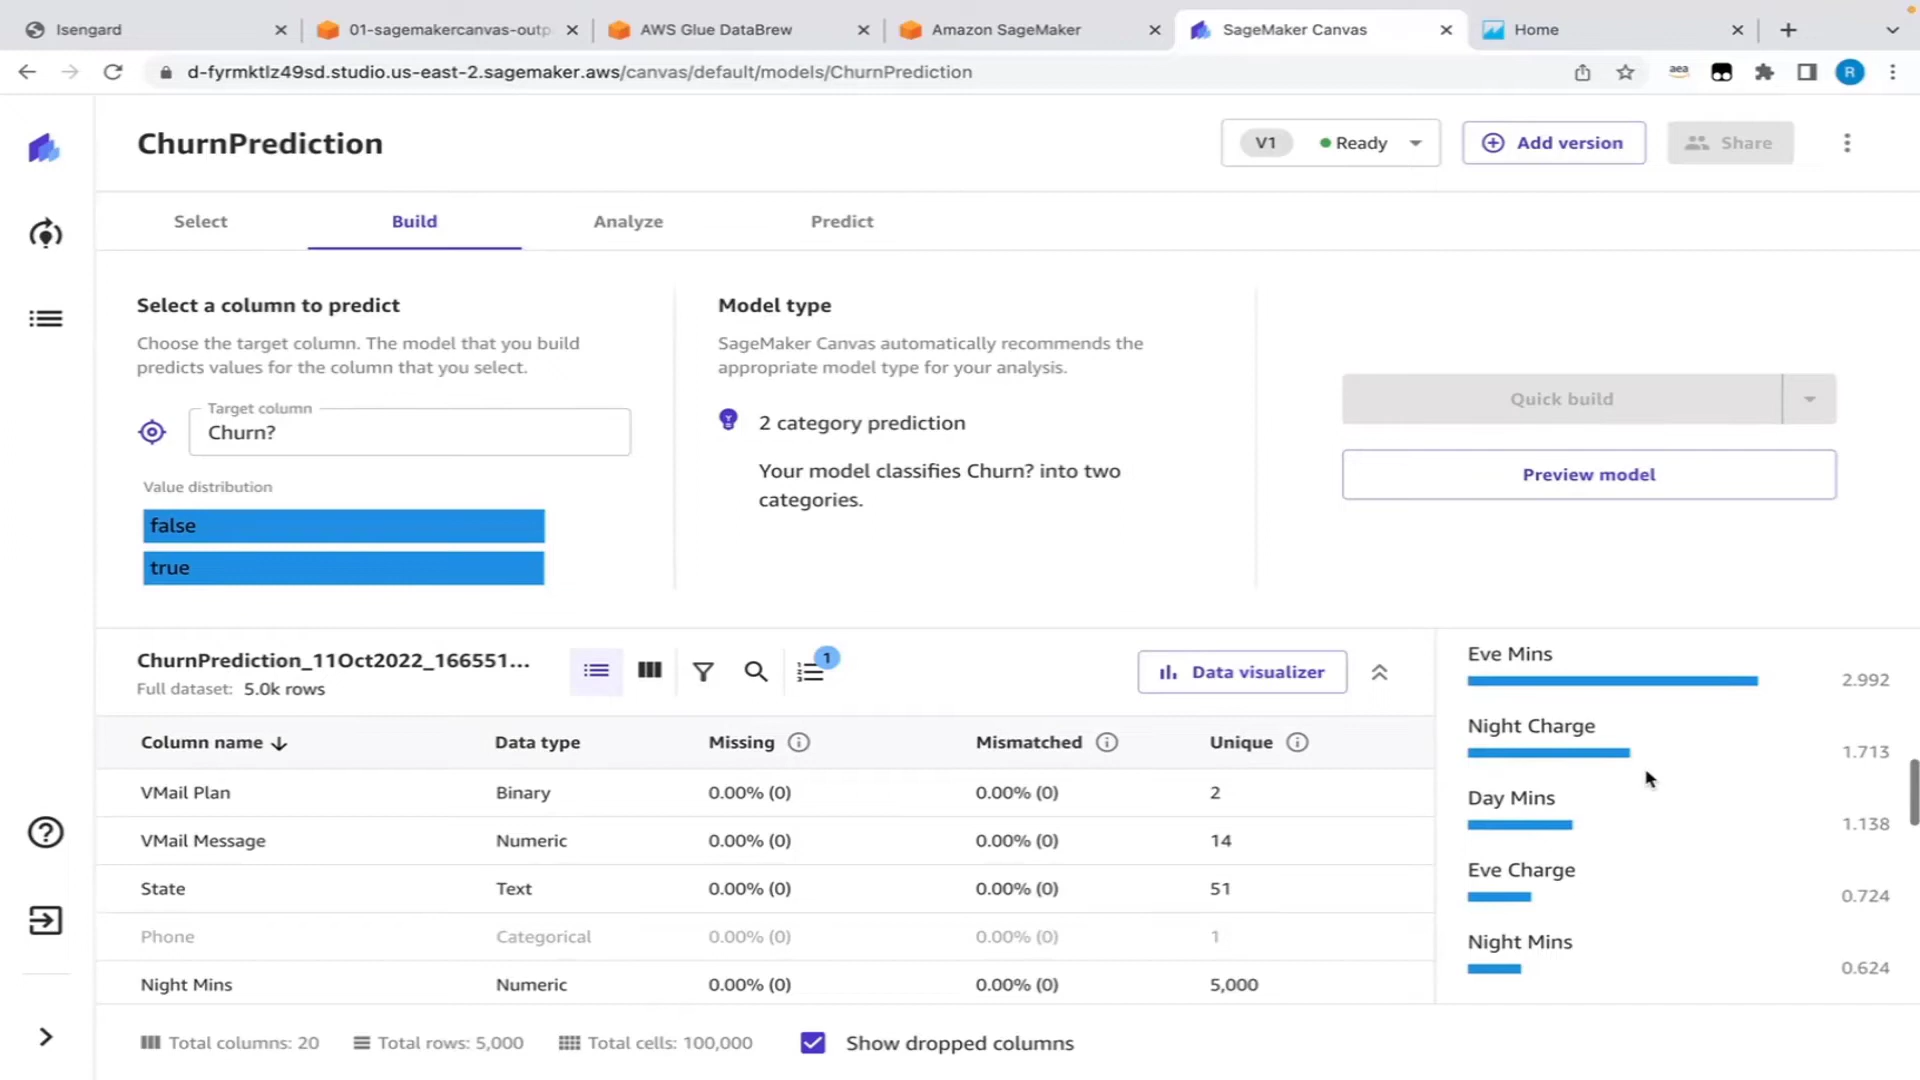 Isengard
01-sagemakercanvas-outp
AWS Glue DataBrew
Amazon SageMaker
SageMaker Canvas
Home
d-fyrmktlz49sd.studio.us-east-2.sagemaker.aws/canvas/default/models/ChurnPrediction
aea
R
ChurnPrediction
V1
Ready
Add version
Share
Select
Build
Analyze
Predict
Select a column to predict
Choose the target column. The model that you build
predicts values for the column that you select.
Target column
Churn?
Value distribution
false
true
Model type
SageMaker Canvas automatically recommends the
appropriate model type for your analysis.
2 category prediction
Your model classifies Churn? into two
categories.
Quick build
Preview model
ChurnPrediction_11Oct2022_166551...
Full dataset: 5.0k rows
1
Data visualizer
Column name Data type Missing Mismatched Unique
VMail Plan Binary 0.00% (0) 0.00% (0) 2
VMail Message Numeric 0.00% (0) 0.00% (0) 14
State Text 0.00% (0) 0.00% (0) 51
Phone Categorical 0.00% (0) 0.00% (0) 1
Night Mins Numeric 0.00% (0) 0.00% (0) 5,000
Eve Mins
2.992
Night Charge
1.713
Day Mins
1.138
Eve Charge
0.724
Night Mins
0.624
Total columns: 20 Total rows: 5,000 Total cells: 100,000 Show dropped columns